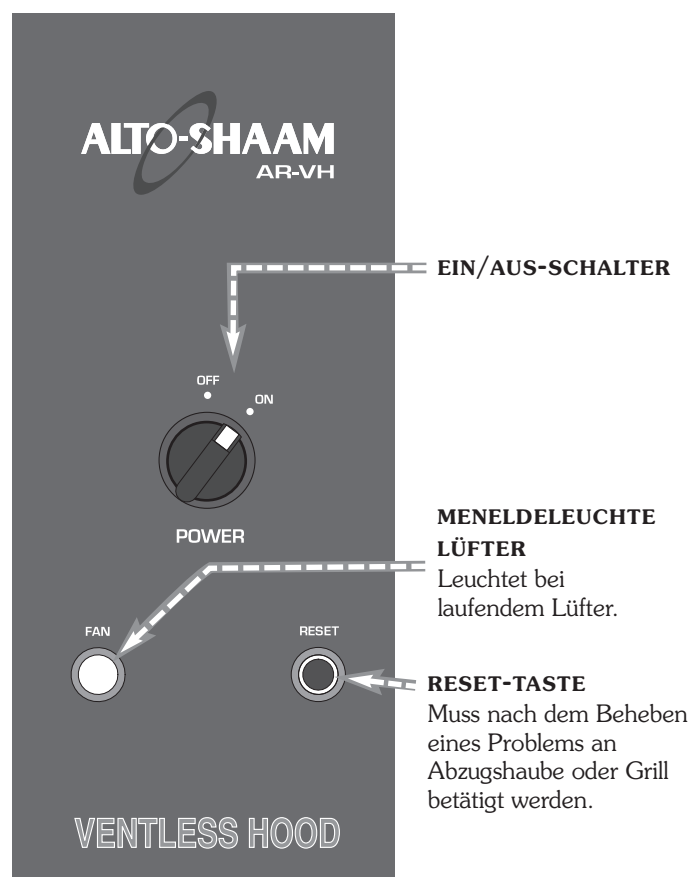 ALTO-SHAAM
AR-VH
EIN/AUS-SCHALTER
OFF
ON
POWER
MENELDELEUCHTE
LÜFTER
Leuchtet bei
laufendem Lüfter.
FAN
RESET
RESET-TASTE
Muss nach dem Beheben
eines Problems an
Abzugshaube oder Grill
betätigt werden.
VENTLESS HOOD